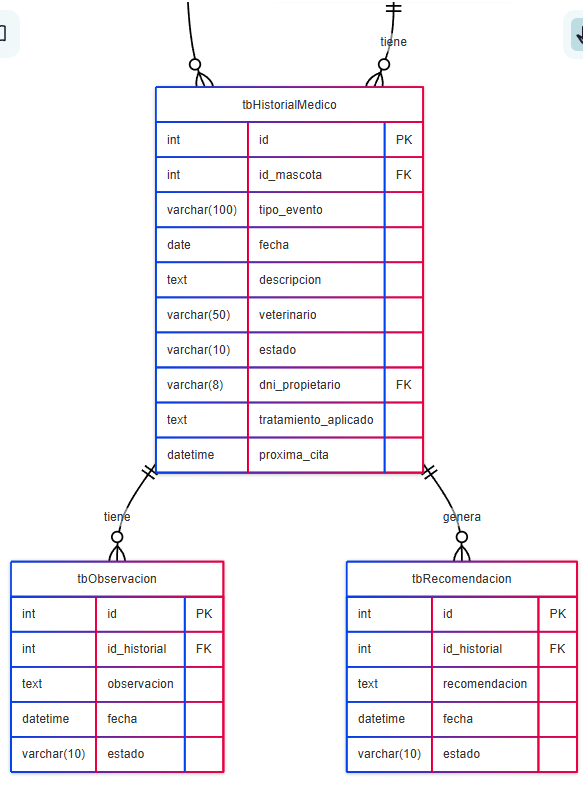 tiene
tbHistorialMedico
int id PK
int id_mascota FK
varchar(100) tipo_evento
date fecha
text descripcion
varchar(50) veterinario
varchar(10) estado
varchar(8) dni_propietario FK
text tratamiento_aplicado
datetime proxima_cita
tiene genera
tbObservacion
int id PK
int id_historial FK
text observacion
datetime fecha
varchar(10) estado
tbRecomendacion
int id PK
int id_historial FK
text recomendacion
datetime fecha
varchar(10) estado